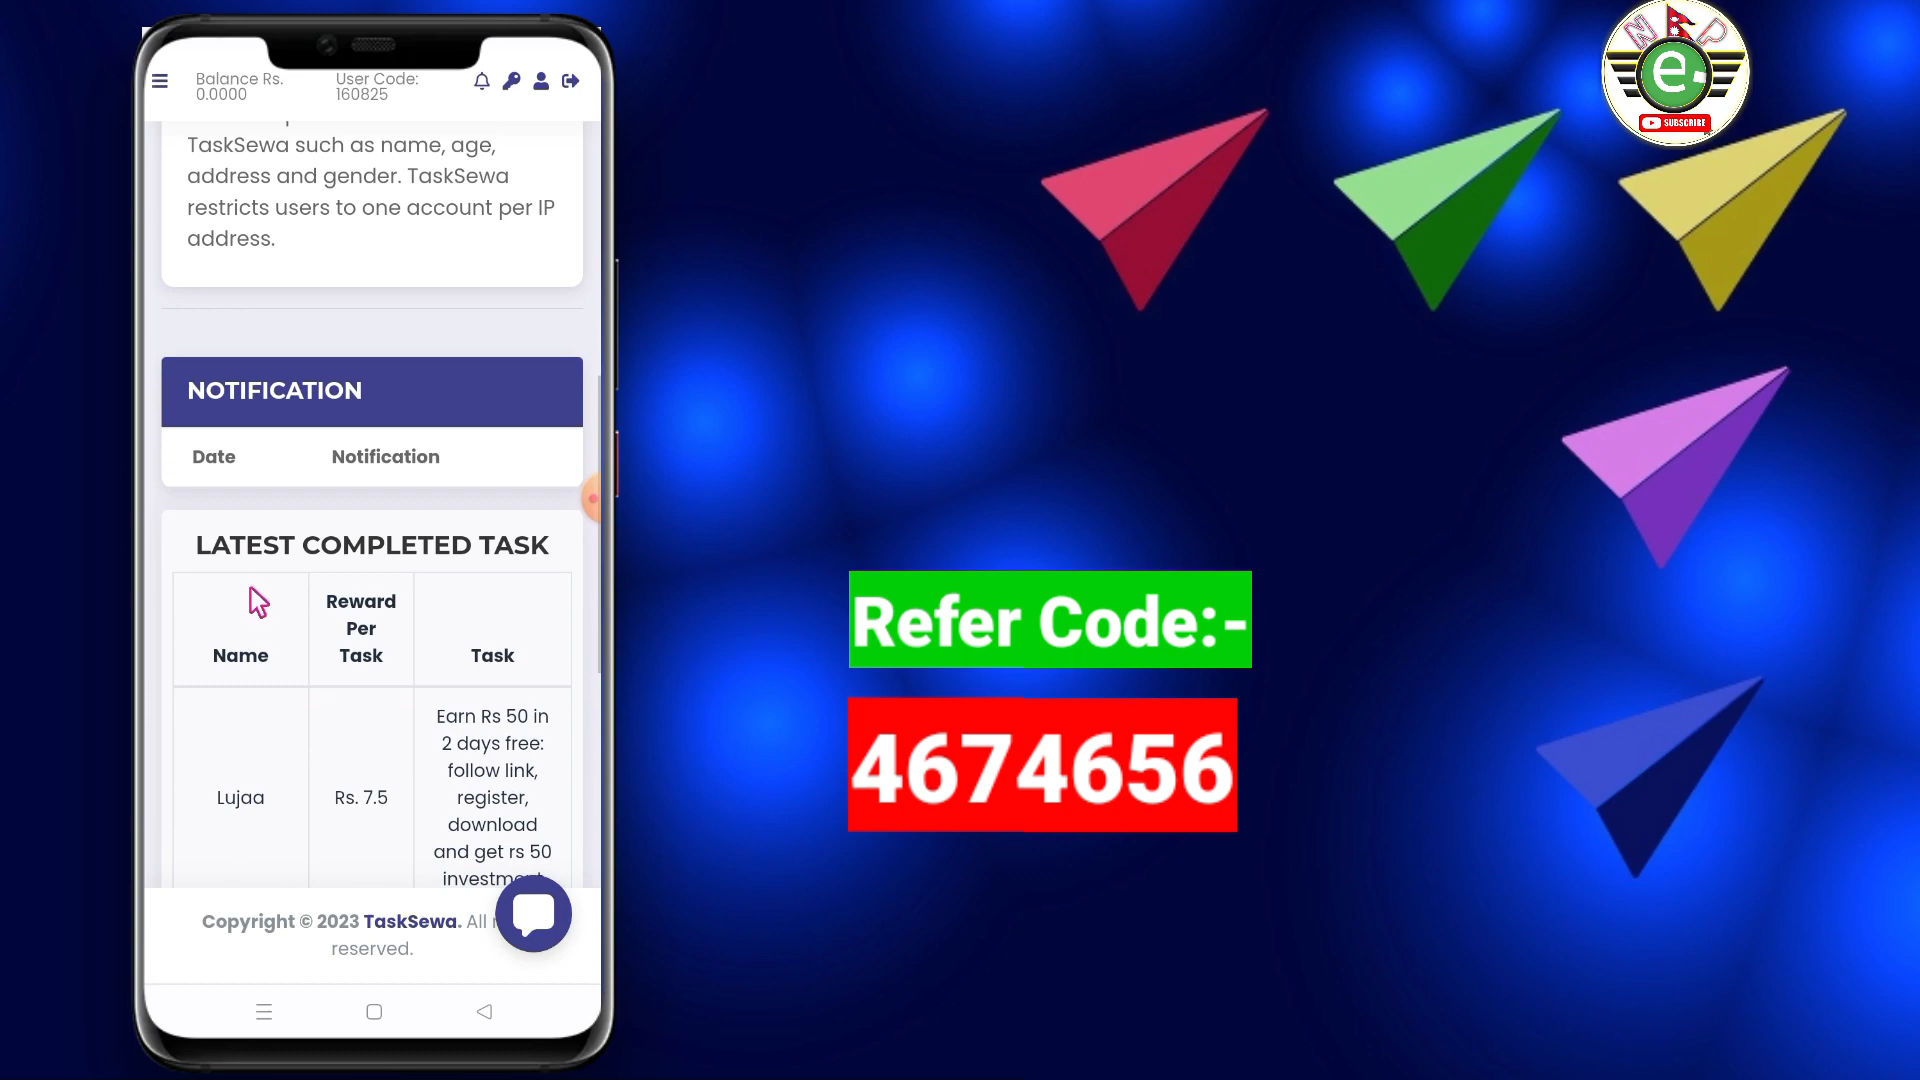 Balance Rs.
0.0000
User Code:
160825
TaskSewa such as name, age,
address and gender. TaskSewa
restricts users to one account per IP
address.
NOTIFICATION
Date Notification
LATEST COMPLETED TASK
Name
Reward
Per
Task
Task
Lujaa
Rs. 7.5
Earn Rs 50 in
2 days free:
follow link,
register,
download
and get rs 50
investment
Copyright © 2023 TaskSewa. All
reserved.
Refer Code:-
4674656
N P
e
SUBSCRIBE